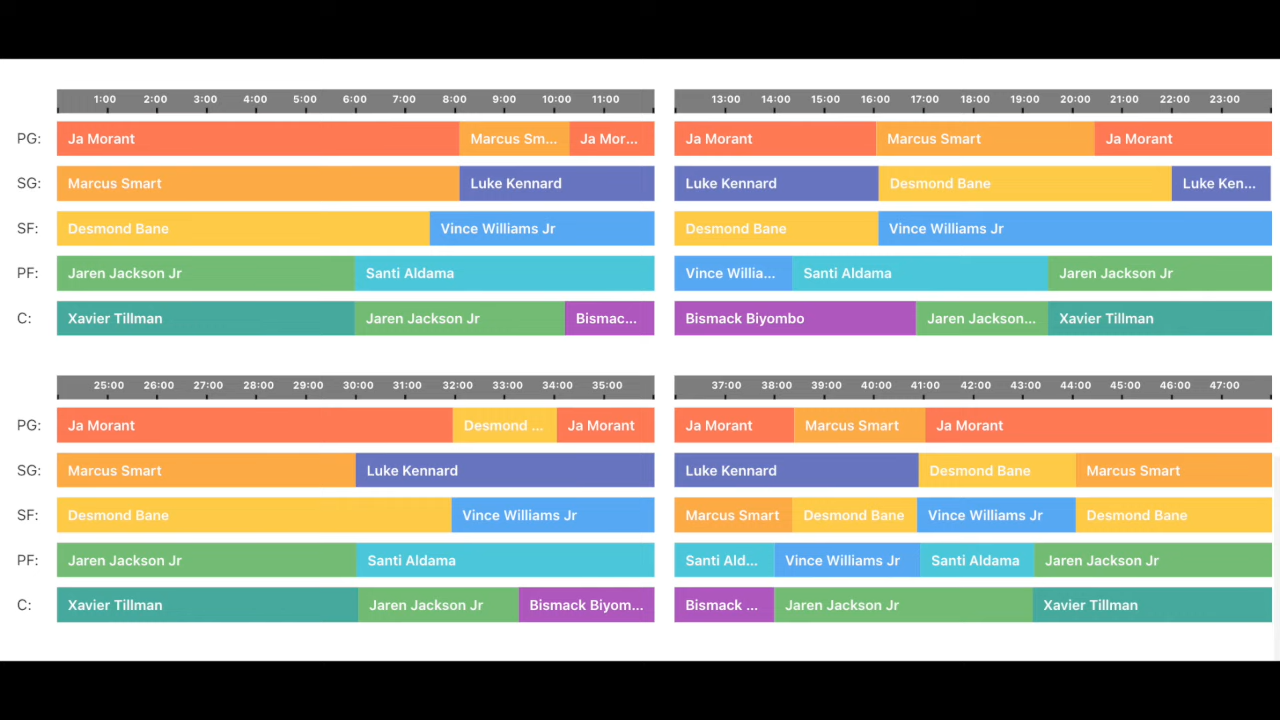 1:00 2:00 3:00 4:00 5:00 6:00 7:00 8:00 9:00 10:00 11:00
PG: Ja Morant Marcus Sm... Ja Mor...
SG: Marcus Smart Luke Kennard
SF: Desmond Bane Vince Williams Jr
PF: Jaren Jackson Jr Santi Aldama
C: Xavier Tillman Jaren Jackson Jr Bismac...
13:00 14:00 15:00 16:00 17:00 18:00 19:00 20:00 21:00 22:00 23:00
Ja Morant Marcus Smart Ja Morant
Luke Kennard Desmond Bane Luke Ken...
Desmond Bane Vince Williams Jr
Vince Willia... Santi Aldama Jaren Jackson Jr
Bismack Biyombo Jaren Jackson... Xavier Tillman
25:00 26:00 27:00 28:00 29:00 30:00 31:00 32:00 33:00 34:00 35:00
PG: Ja Morant Desmond ... Ja Morant
SG: Marcus Smart Luke Kennard
SF: Desmond Bane Vince Williams Jr
PF: Jaren Jackson Jr Santi Aldama
C: Xavier Tillman Jaren Jackson Jr Bismack Biyom...
37:00 38:00 39:00 40:00 41:00 42:00 43:00 44:00 45:00 46:00 47:00
Ja Morant Marcus Smart Ja Morant
Luke Kennard Desmond Bane Marcus Smart
Marcus Smart Desmond Bane Vince Williams Jr Desmond Bane
Santi Ald... Vince Williams Jr Santi Aldama Jaren Jackson Jr
Bismack ... Jaren Jackson Jr Xavier Tillman